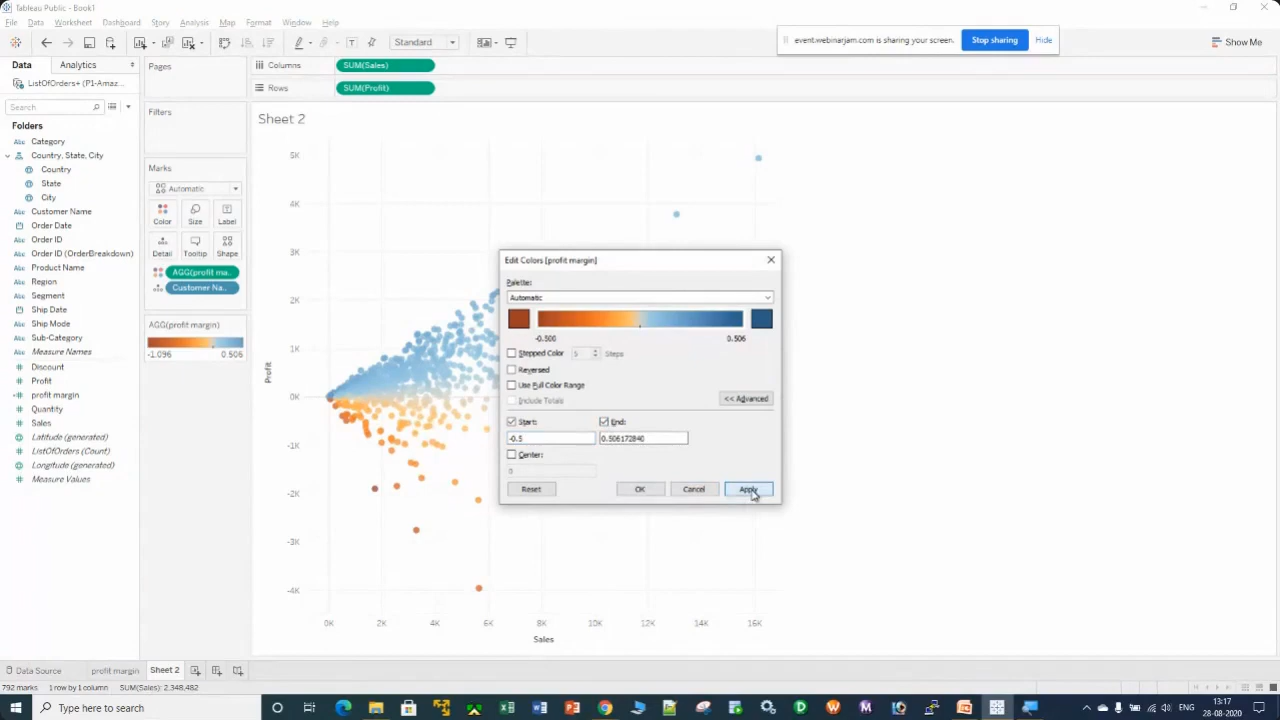 Tableau Public - Book1
File Data Worksheet Dashboard Story Analysis Map Format Window Help
Standard
event.webinarjam.com is sharing your screen.
Stop sharing
Hide
Show Me
Data
Analytics
Pages
Columns
SUM(Sales)
ListOfOrders+ (P1-Amaz...
Rows
SUM(Profit)
Search
Filters
Sheet 2
Folders
Category
Country, State, City
Country
State
City
Customer Name
Order Date
Order ID
Order ID (OrderBreakdown)
Product Name
Region
Segment
Ship Date
Ship Mode
Sub-Category
Measure Names
Discount
Profit
profit margin
Quantity
Sales
Latitude (generated)
ListOfOrders (Count)
Longitude (generated)
Measure Values
Marks
Automatic
Color
Size
Label
Detail
Tooltip
Shape
AGG(profit ma..
Customer Na..
AGG(profit margin)
-1.096
0.506
Profit
5K
4K
3K
2K
1K
0K
-1K
-2K
-3K
-4K
0K
2K
4K
6K
8K
10K
12K
14K
16K
Sales
Edit Colors [profit margin]
Palette:
Automatic
-0.500
0.506
Stepped Color
5
Steps
Reversed
Use Full Color Range
Include Totals
<< Advanced
Start:
End:
-0.5
0.506172840
Center:
0
Reset
OK
Cancel
Apply
Data Source
profit margin
Sheet 2
792 marks
1 row by 1 column
SUM(Sales): 2,348,482
Type here to search
ENG
13:17
28-08-2020